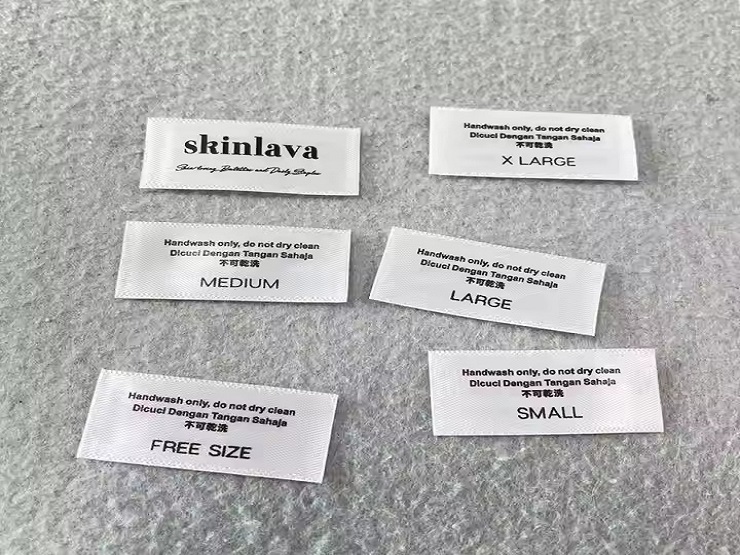 skinlava
Handwash only, do not dry clean
Dicuci Dengan Tangan Sahaja
不可乾洗
X LARGE
Handwash only, do not dry clean
Dicuci Dengan Tangan Sahaja
不可乾洗
MEDIUM
Handwash only, do not dry clean
Dicuci Dengan Tangan Sahaja
不可乾洗
LARGE
Handwash only, do not dry clean
Dicuci Dengan Tangan Sahaja
不可乾洗
FREE SIZE
Handwash only, do not dry clean
Dicuci Dengan Tangan Sahaja
不可乾洗
SMALL